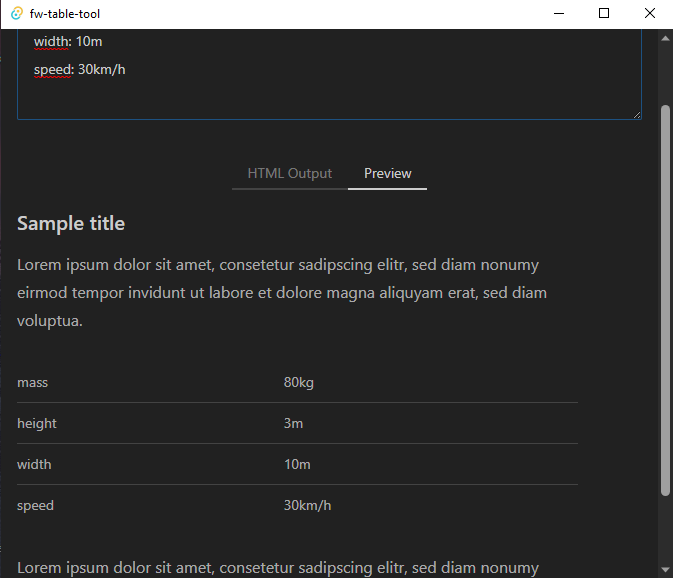 fw-table-tool
width: 10m
speed: 30km/h
HTML Output Preview
Sample title
Lorem ipsum dolor sit amet, consetetur sadipscing elitr, sed diam nonumy
eirmod tempor invidunt ut labore et dolore magna aliquyam erat, sed diam
voluptua.
mass 80kg
height 3m
width 10m
speed 30km/h
Lorem ipsum dolor sit amet, consetetur sadipscing elitr, sed diam nonumy